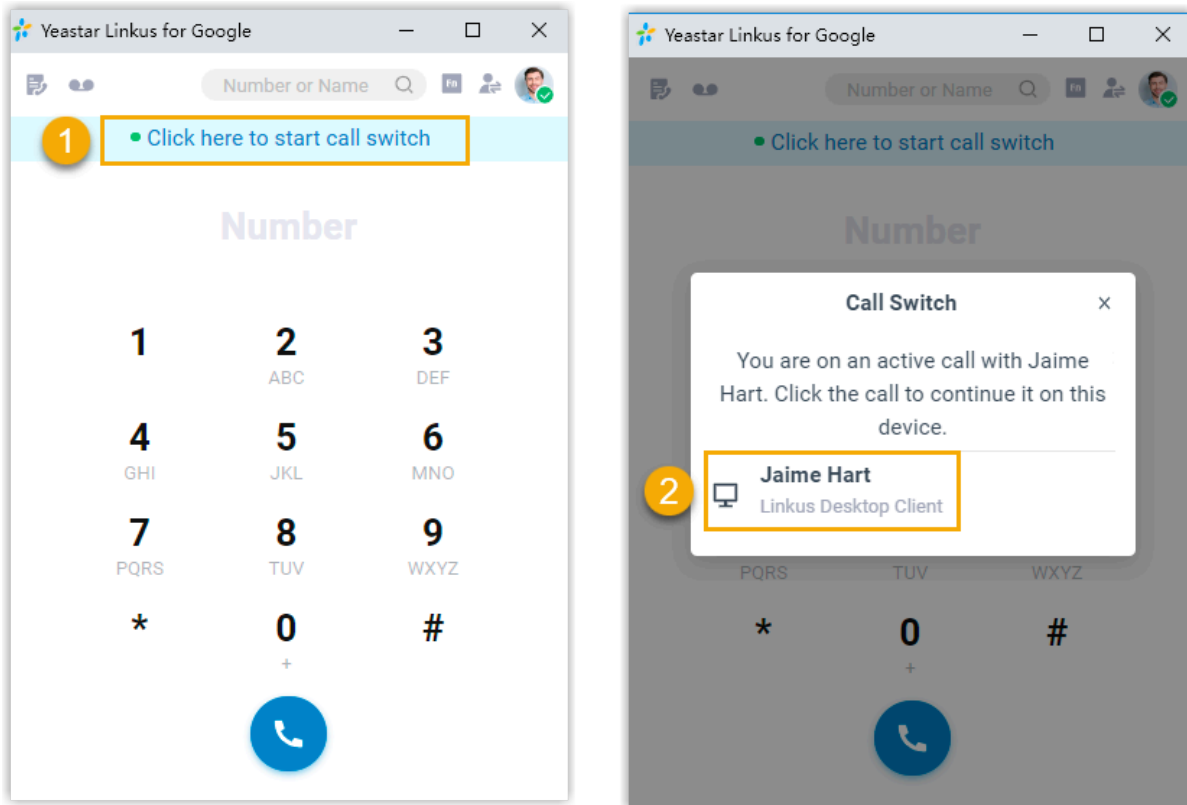 Yeastar Linkus for Google
Number or Name
Fn
1
Click here to start call switch
Number
1 2 3
ABC DEF
4 5 6
GHI JKL MNO
7 8 9
PQRS TUV WXYZ
* 0 #
+
Yeastar Linkus for Google
Number or Name
Fn
Click here to start call switch
Number
Call Switch
You are on an active call with Jaime
Hart. Click the call to continue it on this
device.
2
Jaime Hart
Linkus Desktop Client
PQRS TUV WXYZ
* 0 #
+